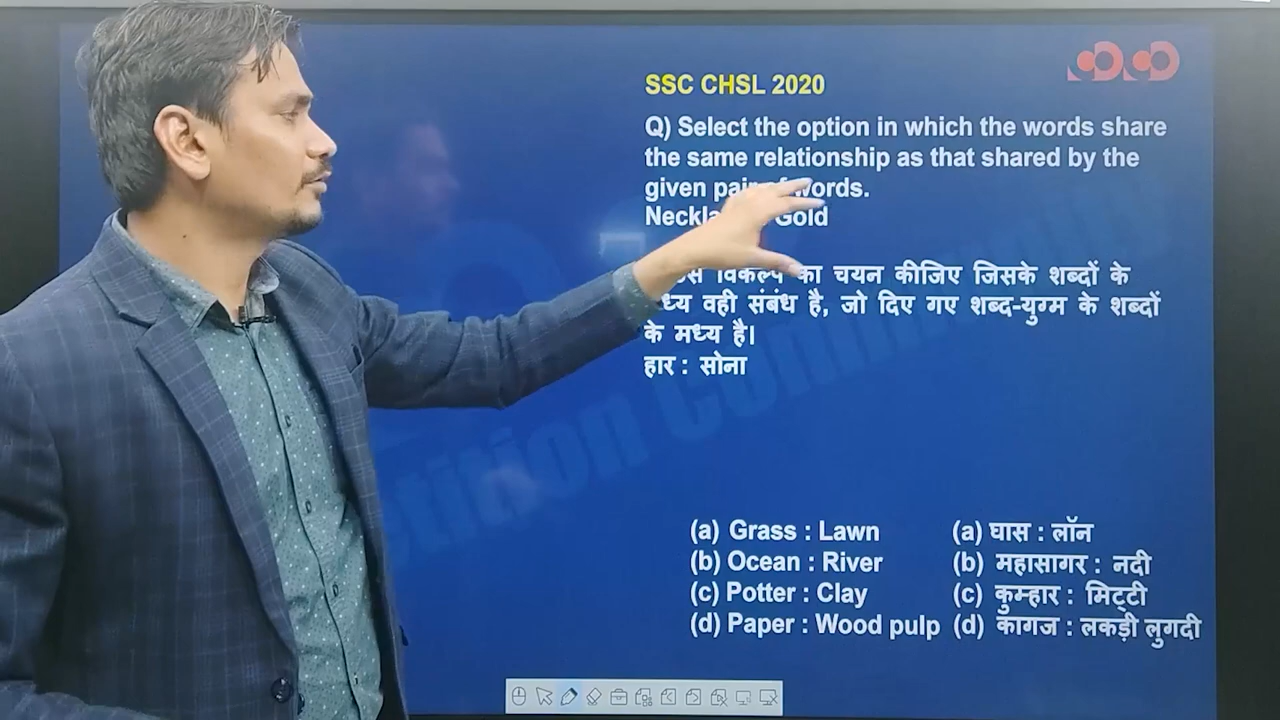 SSC CHSL 2020
Q) Select the option in which the words share
the same relationship as that shared by the
given words.
Gold
विकल्प का चयन कीजिए जिसके शब्दों के
वही संबंध है, जो दिए गए शब्द-युग्म के शब्दों
के मध्य है।
हार : सोना
(a) Grass : Lawn (a) घास : लॉन
(b) Ocean : River (b) महासागर : नदी
(c) Potter : Clay (c) कुम्हार : मिट्टी
(d) Paper : Wood pulp (d) कागज : लकड़ी लुगदी